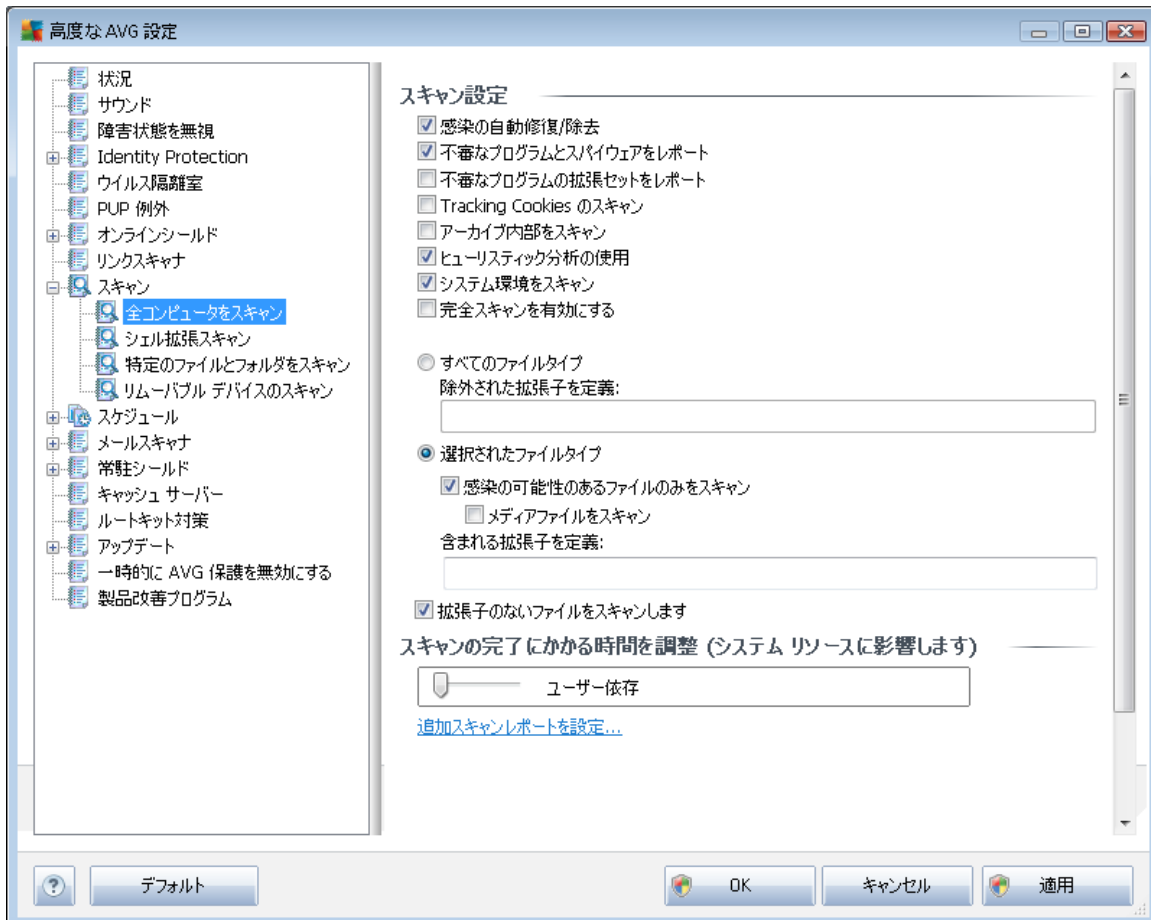 高度な AVG 設定
状況
サウンド
障害状態を無視
Identity Protection
ウイルス隔離室
PUP 例外
オンラインシールド
リンクスキャナ
スキャン
全コンピュータをスキャン
シェル拡張スキャン
特定のファイルとフォルダをスキャン
リムーバブル デバイスのスキャン
スケジュール
メールスキャナ
常駐シールド
キャッシュ サーバー
ルートキット対策
アップデート
一時的に AVG 保護を無効にする
製品改善プログラム
スキャン設定
感染の自動修復/除去
不審なプログラムとスパイウェアをレポート
不審なプログラムの拡張セットをレポート
Tracking Cookies のスキャン
アーカイブ内部をスキャン
ヒューリスティック分析の使用
システム環境をスキャン
完全スキャンを有効にする
すべてのファイルタイプ
除外された拡張子を定義:
選択されたファイルタイプ
感染の可能性のあるファイルのみをスキャン
メディアファイルをスキャン
含まれる拡張子を定義:
拡張子のないファイルをスキャンします
スキャンの完了にかかる時間を調整 (システム リソースに影響します)
ユーザー依存
追加スキャンレポートを設定...
?
デフォルト
OK
キャンセル
適用